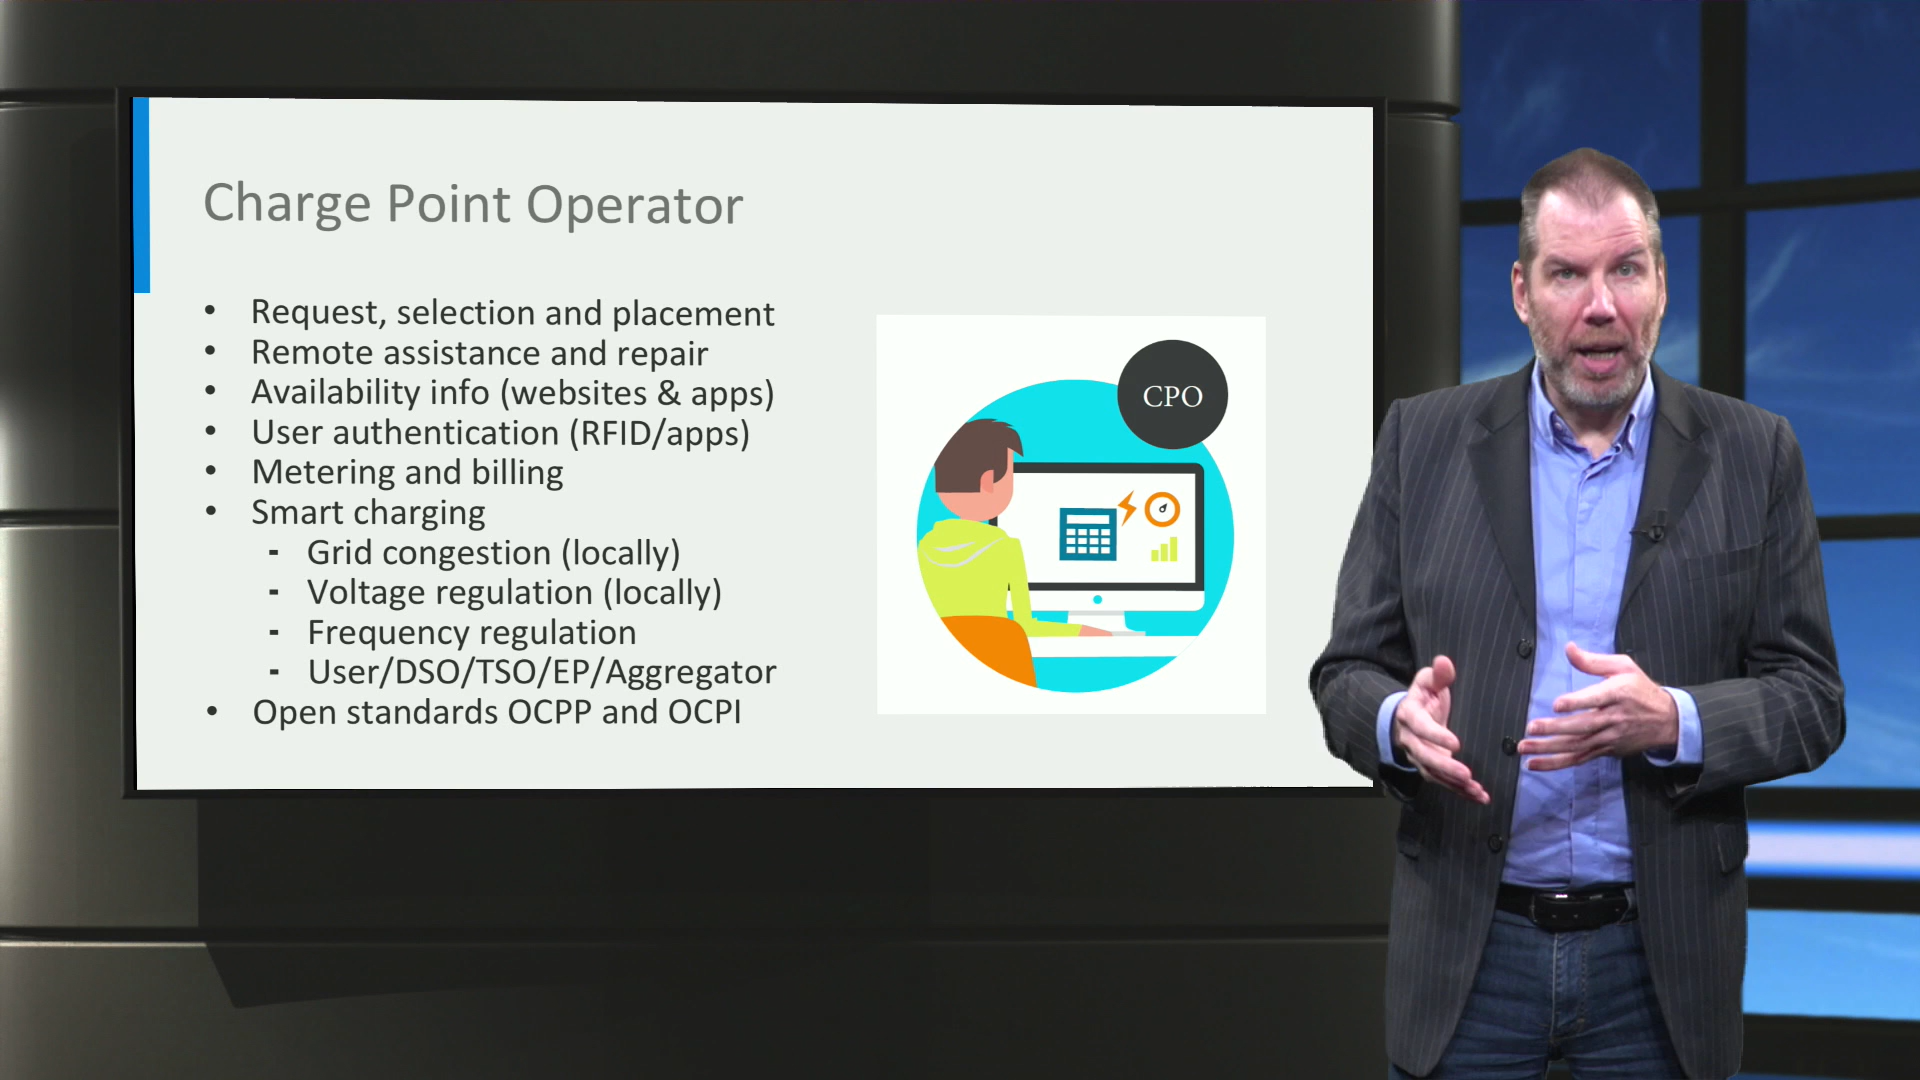 Charge Point Operator
• Request, selection and placement
• Remote assistance and repair
• Availability info (websites & apps)
• User authentication (RFID/apps)
• Metering and billing
• Smart charging
- Grid congestion (locally)
- Voltage regulation (locally)
- Frequency regulation
- User/DSO/TSO/EP/Aggregator
• Open standards OCPP and OCPI
CPO